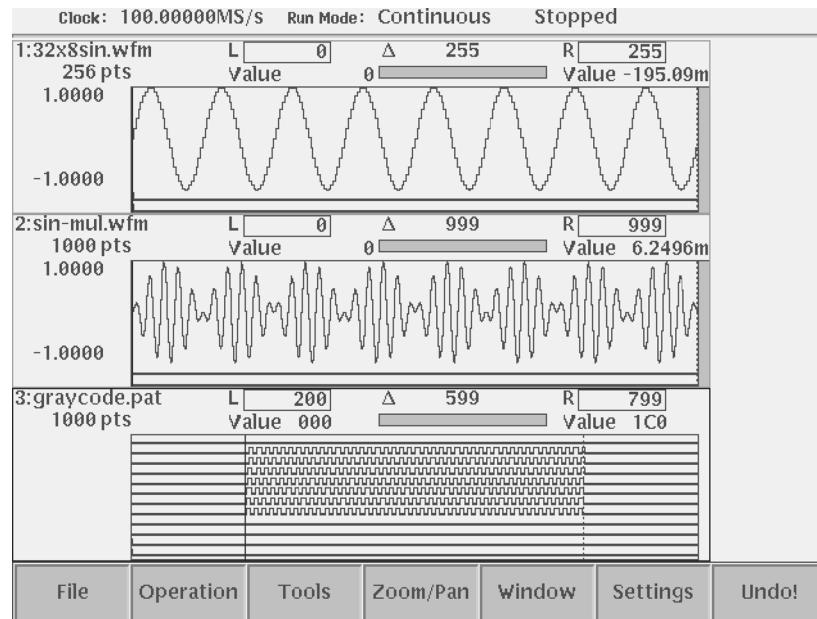 Clock: 100.00000MS/s Run Mode: Continuous Stopped
1:32x8sin.wfm L 0 Δ 255 R 255
256 pts Value 0 Value -195.09m
1.0000
-1.0000
2:sin-mul.wfm L 0 Δ 999 R 999
1000 pts Value 0 Value 6.2496m
1.0000
-1.0000
3:graycode.pat L 200 Δ 599 R 799
1000 pts Value 000 Value 1C0
File Operation Tools Zoom/Pan Window Settings Undo!